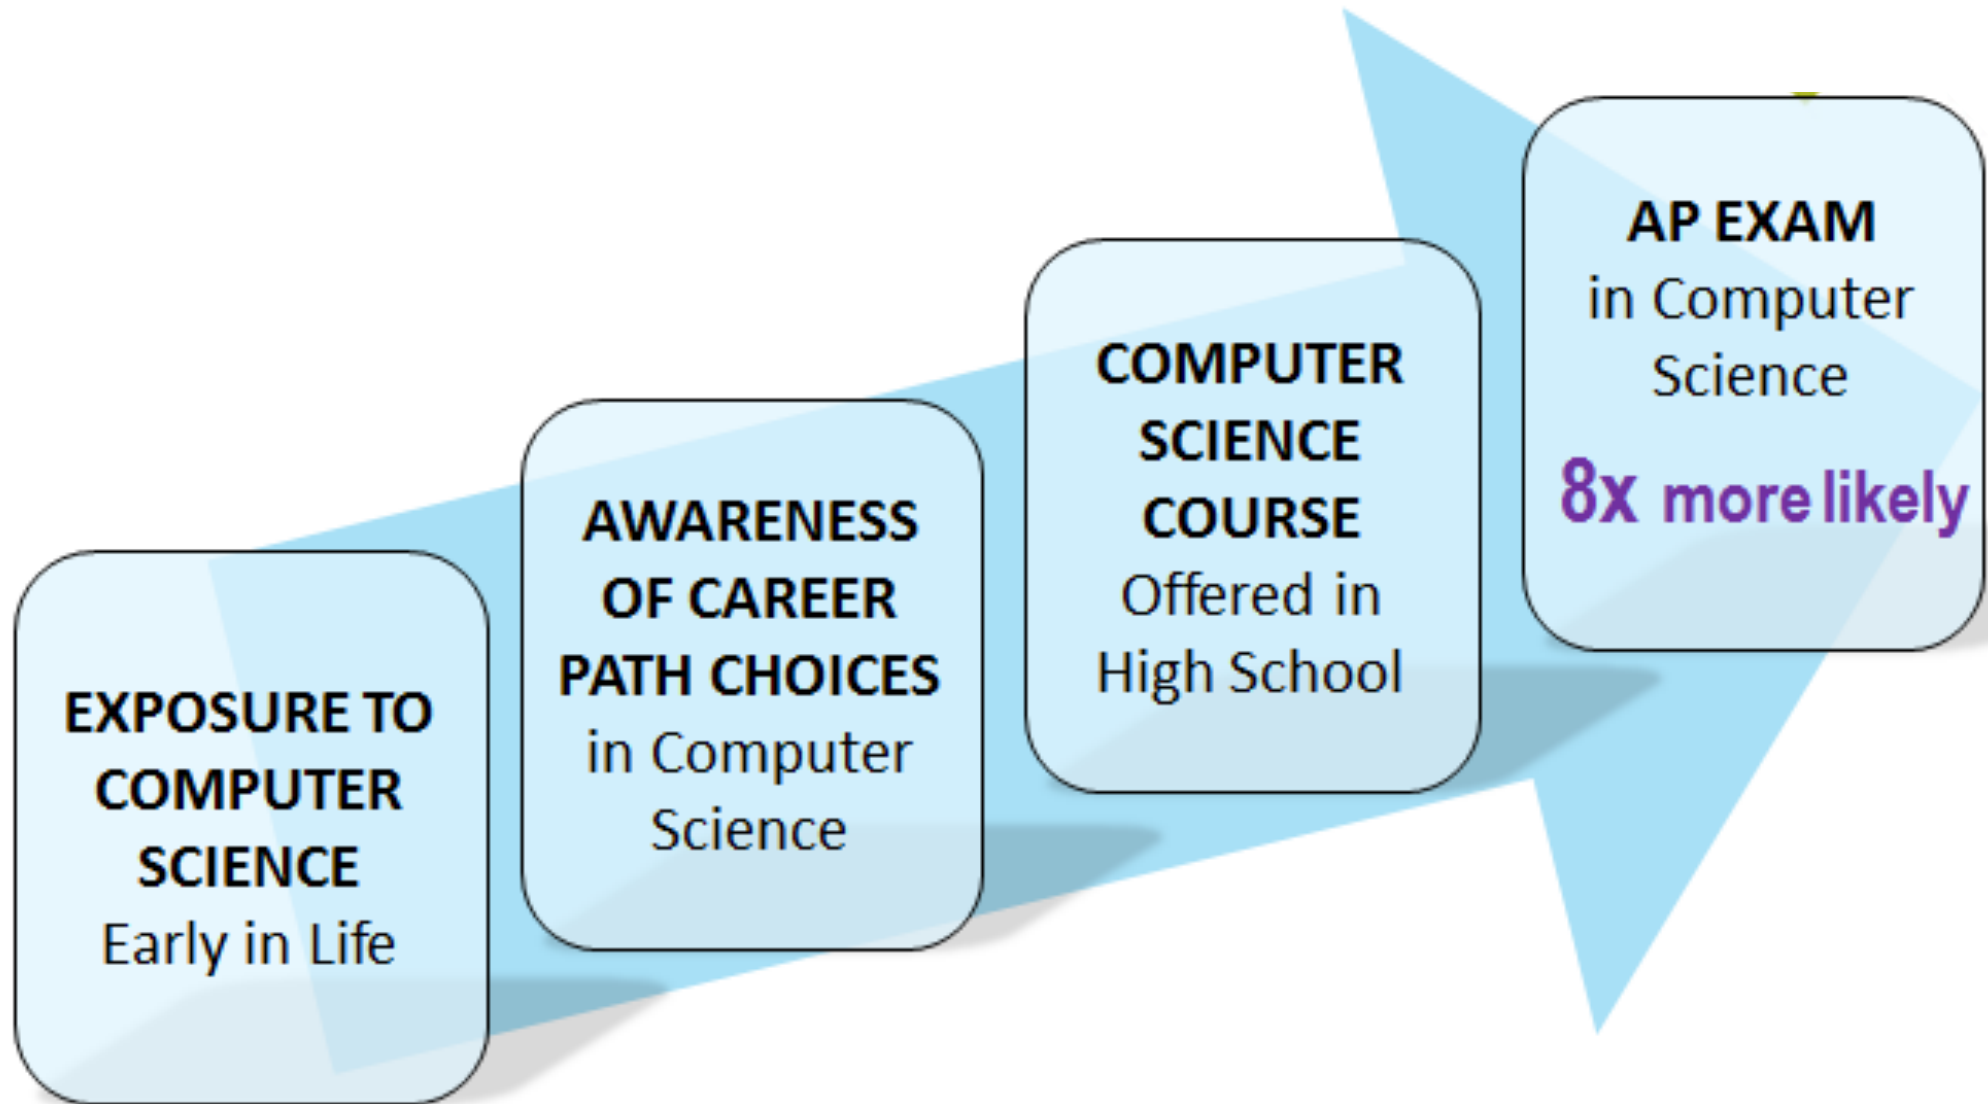 EXPOSURE TO
COMPUTER
SCIENCE
Early in Life
AWARENESS
OF CAREER
PATH CHOICES
in Computer
Science
COMPUTER
SCIENCE
COURSE
Offered in
High School
AP EXAM
in Computer
Science
8x more likely